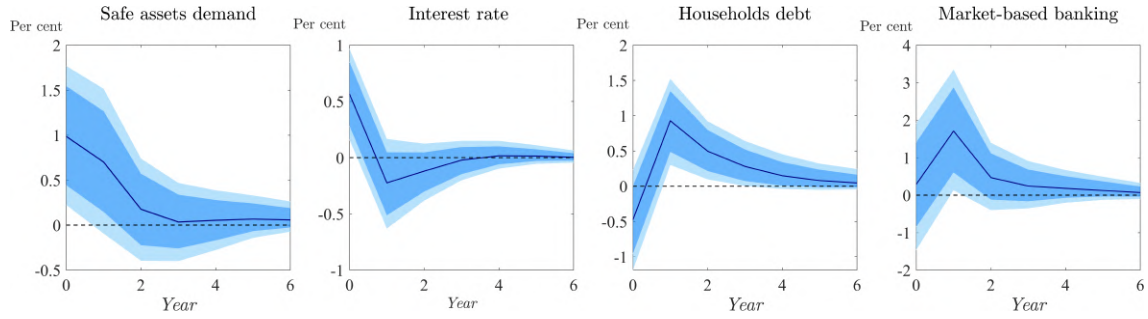 Safe assets demand
Per cent
2
1.5
1
0.5
0
-0.5
0 2 4 6
Year
Interest rate
Per cent
1
0.5
0
-0.5
-1
0 2 4 6
Year
Households debt
Per cent
2
1.5
1
0.5
0
-0.5
-1
0 2 4 6
Year
Market-based banking
Per cent
4
3
2
1
0
-1
-2
0 2 4 6
Year